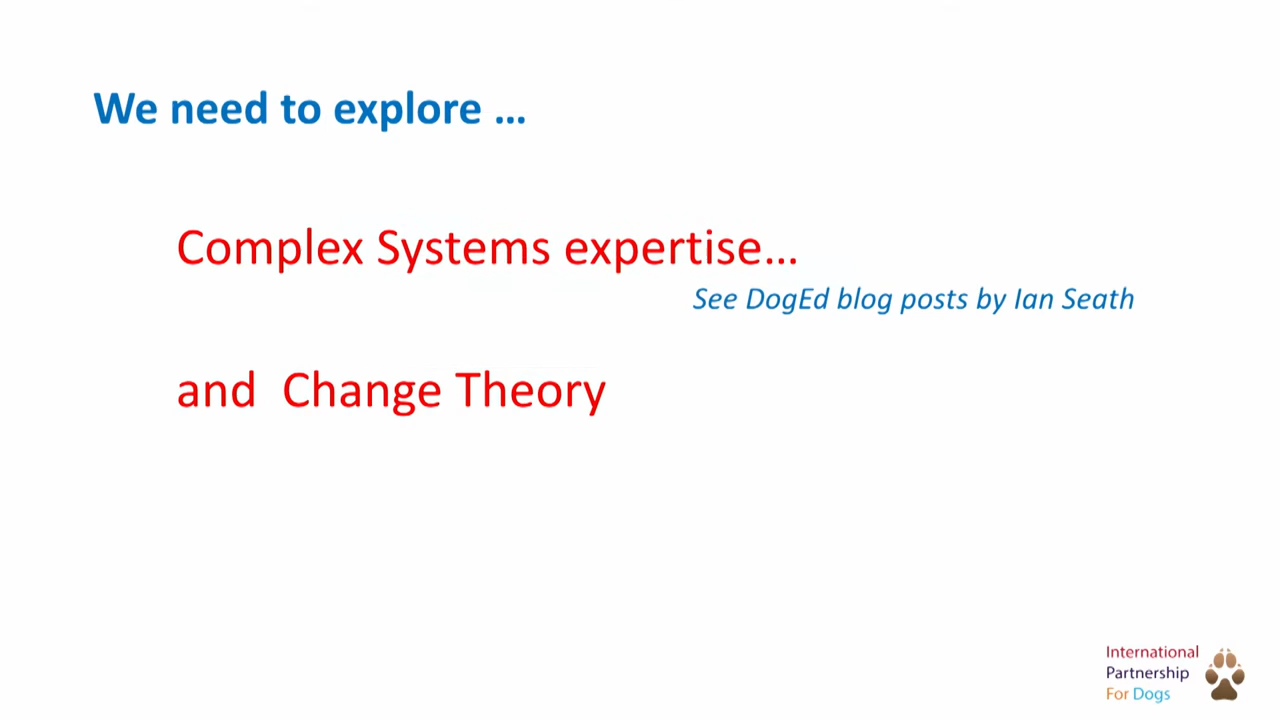 We need to explore ...
Complex Systems expertise...
See DogEd blog posts by Ian Seath
and Change Theory
International
Partnership
For Dogs